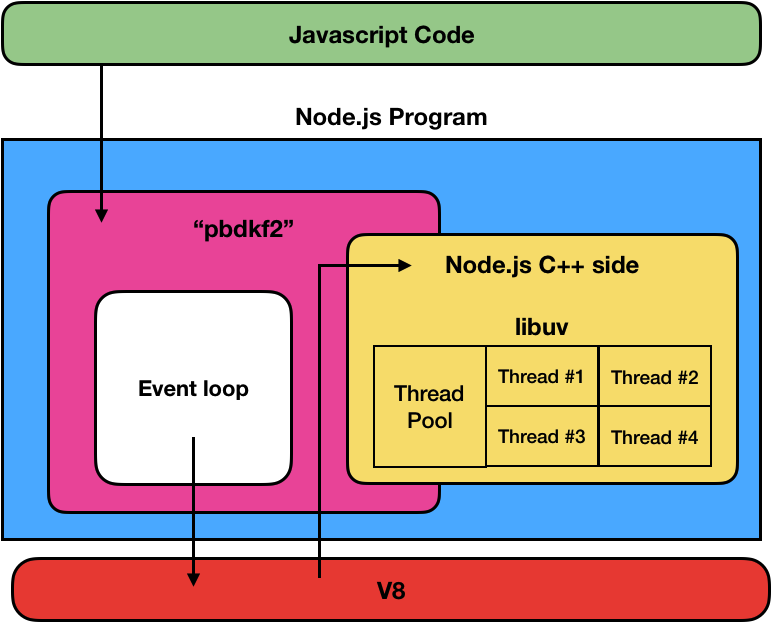 Javascript Code
Node.js Program
“pbdkf2”
Node.js C++ side
libuv
Event loop
Thread
Pool
Thread #1
Thread #2
Thread #3
Thread #4
V8